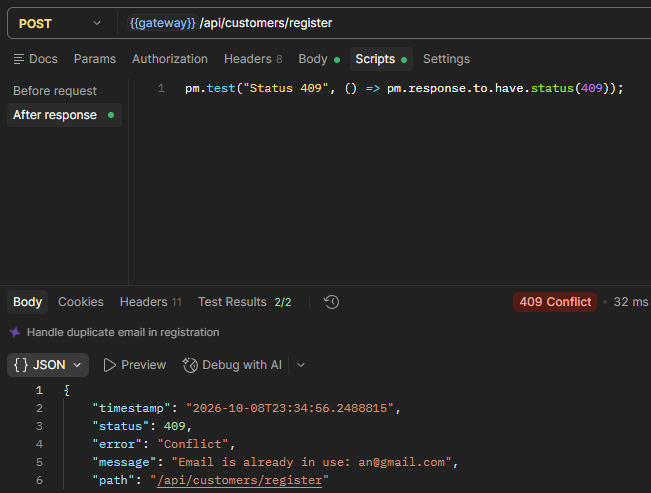 POST {{gateway}} /api/customers/register
Docs Params Authorization Headers 8 Body Scripts Settings
Before request
After response
1 pm.test("Status 409", () => pm.response.to.have.status(409));
Body Cookies Headers 11 Test Results 2/2 409 Conflict • 32 ms
Handle duplicate email in registration
{} JSON Preview Debug with AI
1 {
2 "timestamp": "2026-10-08T23:34:56.2488815",
3 "status": 409,
4 "error": "Conflict",
5 "message": "Email is already in use: an@gmail.com",
6 "path": "/api/customers/register"